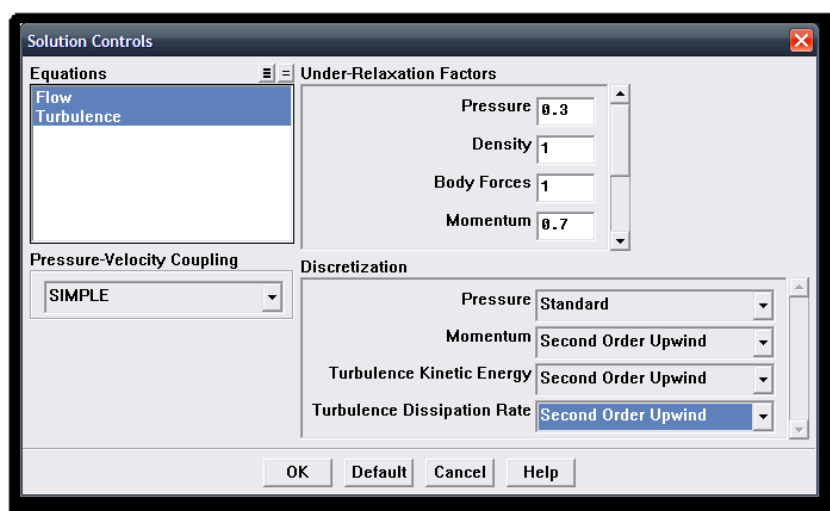 Solution Controls
Equations
Flow
Turbulence
Under-Relaxation Factors
Pressure 0.3
Density 1
Body Forces 1
Momentum 0.7
Pressure-Velocity Coupling
SIMPLE
Discretization
Pressure Standard
Momentum Second Order Upwind
Turbulence Kinetic Energy Second Order Upwind
Turbulence Dissipation Rate Second Order Upwind
OK Default Cancel Help